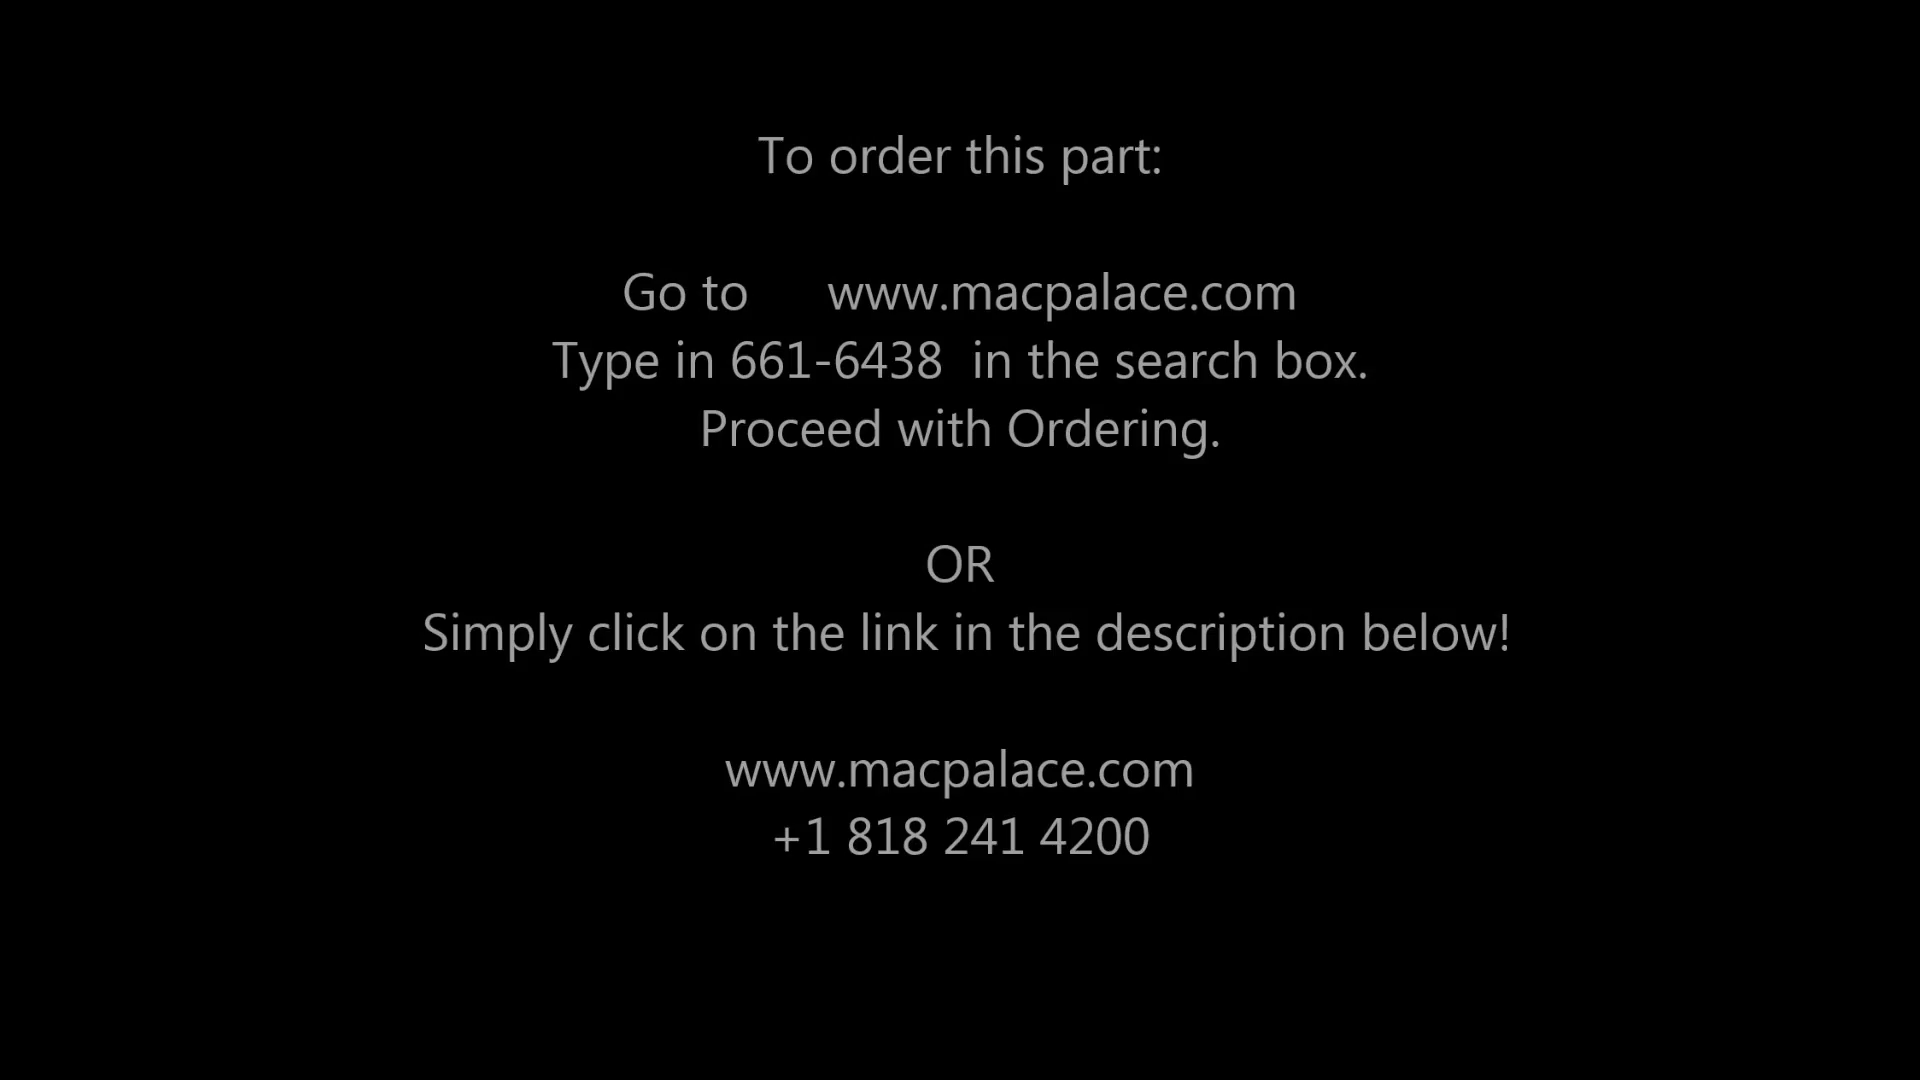 To order this part:
Go to www.macpalace.com
Type in 661-6438 in the search box.
Proceed with Ordering.
OR
Simply click on the link in the description below!
www.macpalace.com
+1 818 241 4200